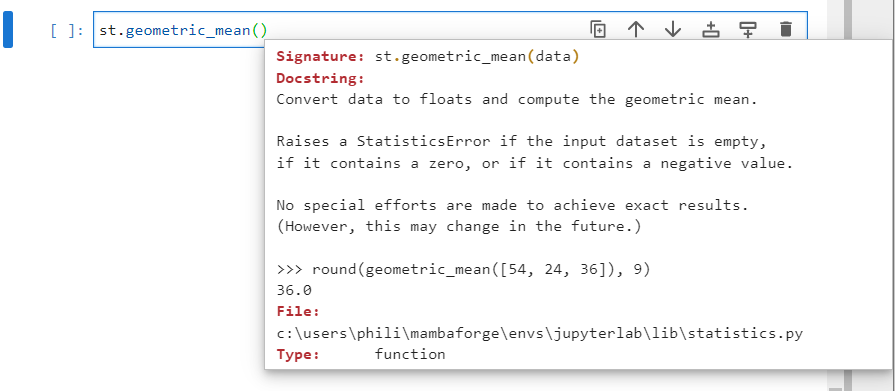 [ ]: st.geometric_mean()
Signature: st.geometric_mean(data)
Docstring:
Convert data to floats and compute the geometric mean.
Raises a StatisticsError if the input dataset is empty,
if it contains a zero, or if it contains a negative value.
No special efforts are made to achieve exact results.
(However, this may change in the future.)
>>> round(geometric_mean([54, 24, 36]), 9)
36.0
File:
c:\users\phili\mambaforge\envs\jupyterlab\lib\statistics.py
Type: function